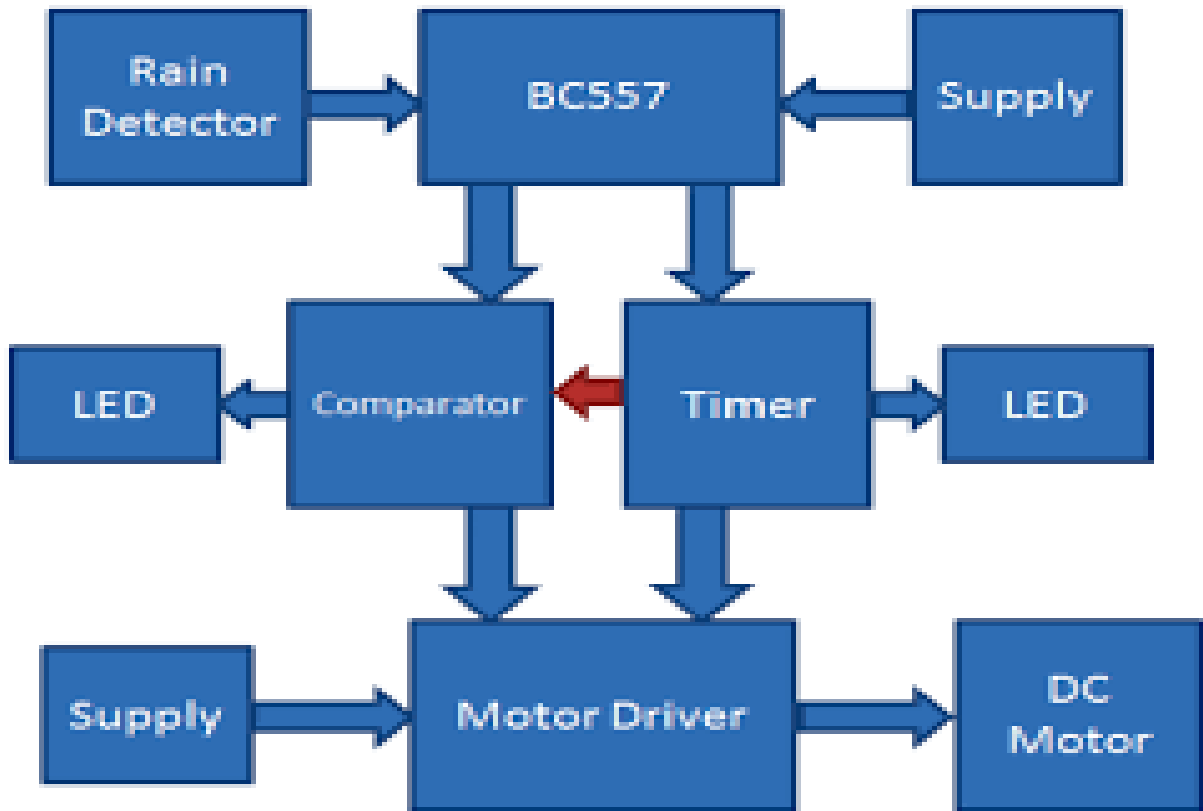 Rain
Detector
BC557
Supply
LED
Comparator
Timer
LED
Supply
Motor Driver
DC
Motor